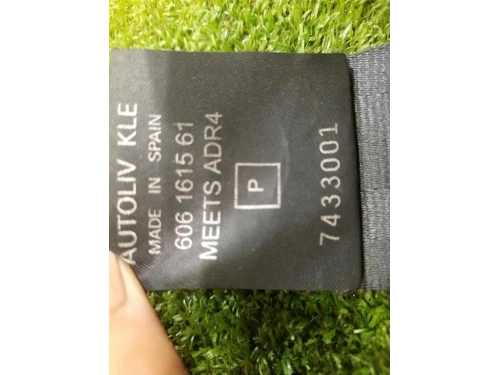 AUTOLIV KLE
MADE IN SPAIN
606 1615 61
MEETS ADR4
P
7433001